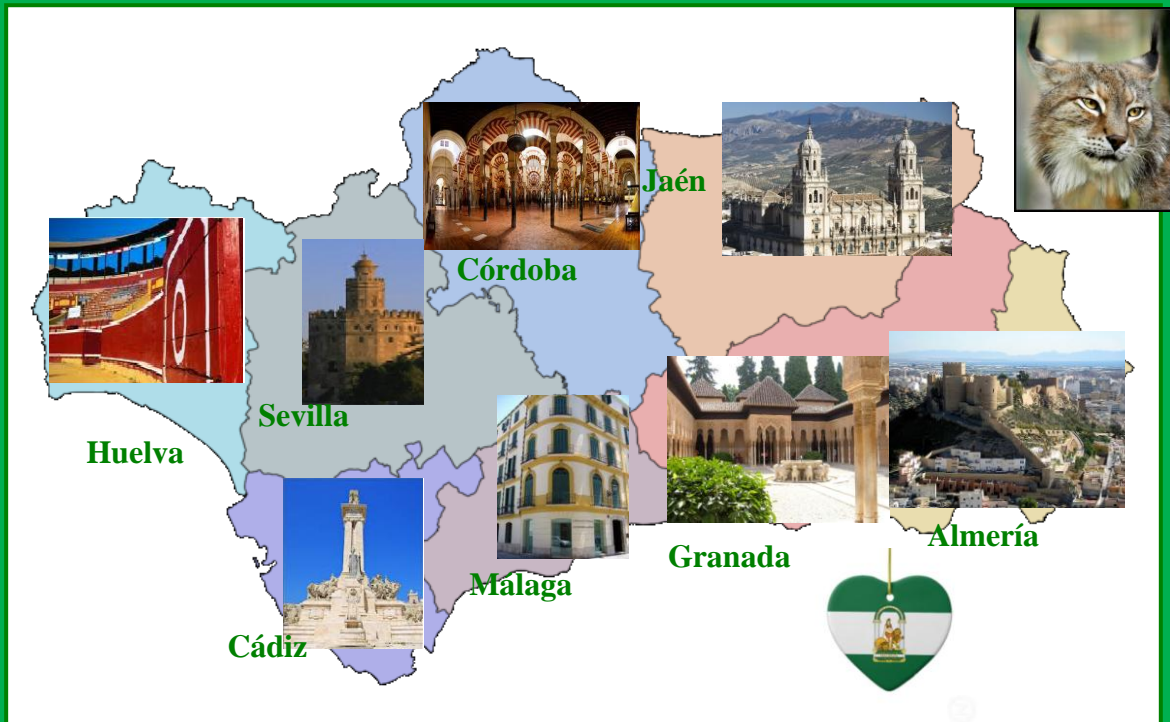 Jaén
Córdoba
Sevilla
Huelva
Almería
Granada
Málaga
Cádiz